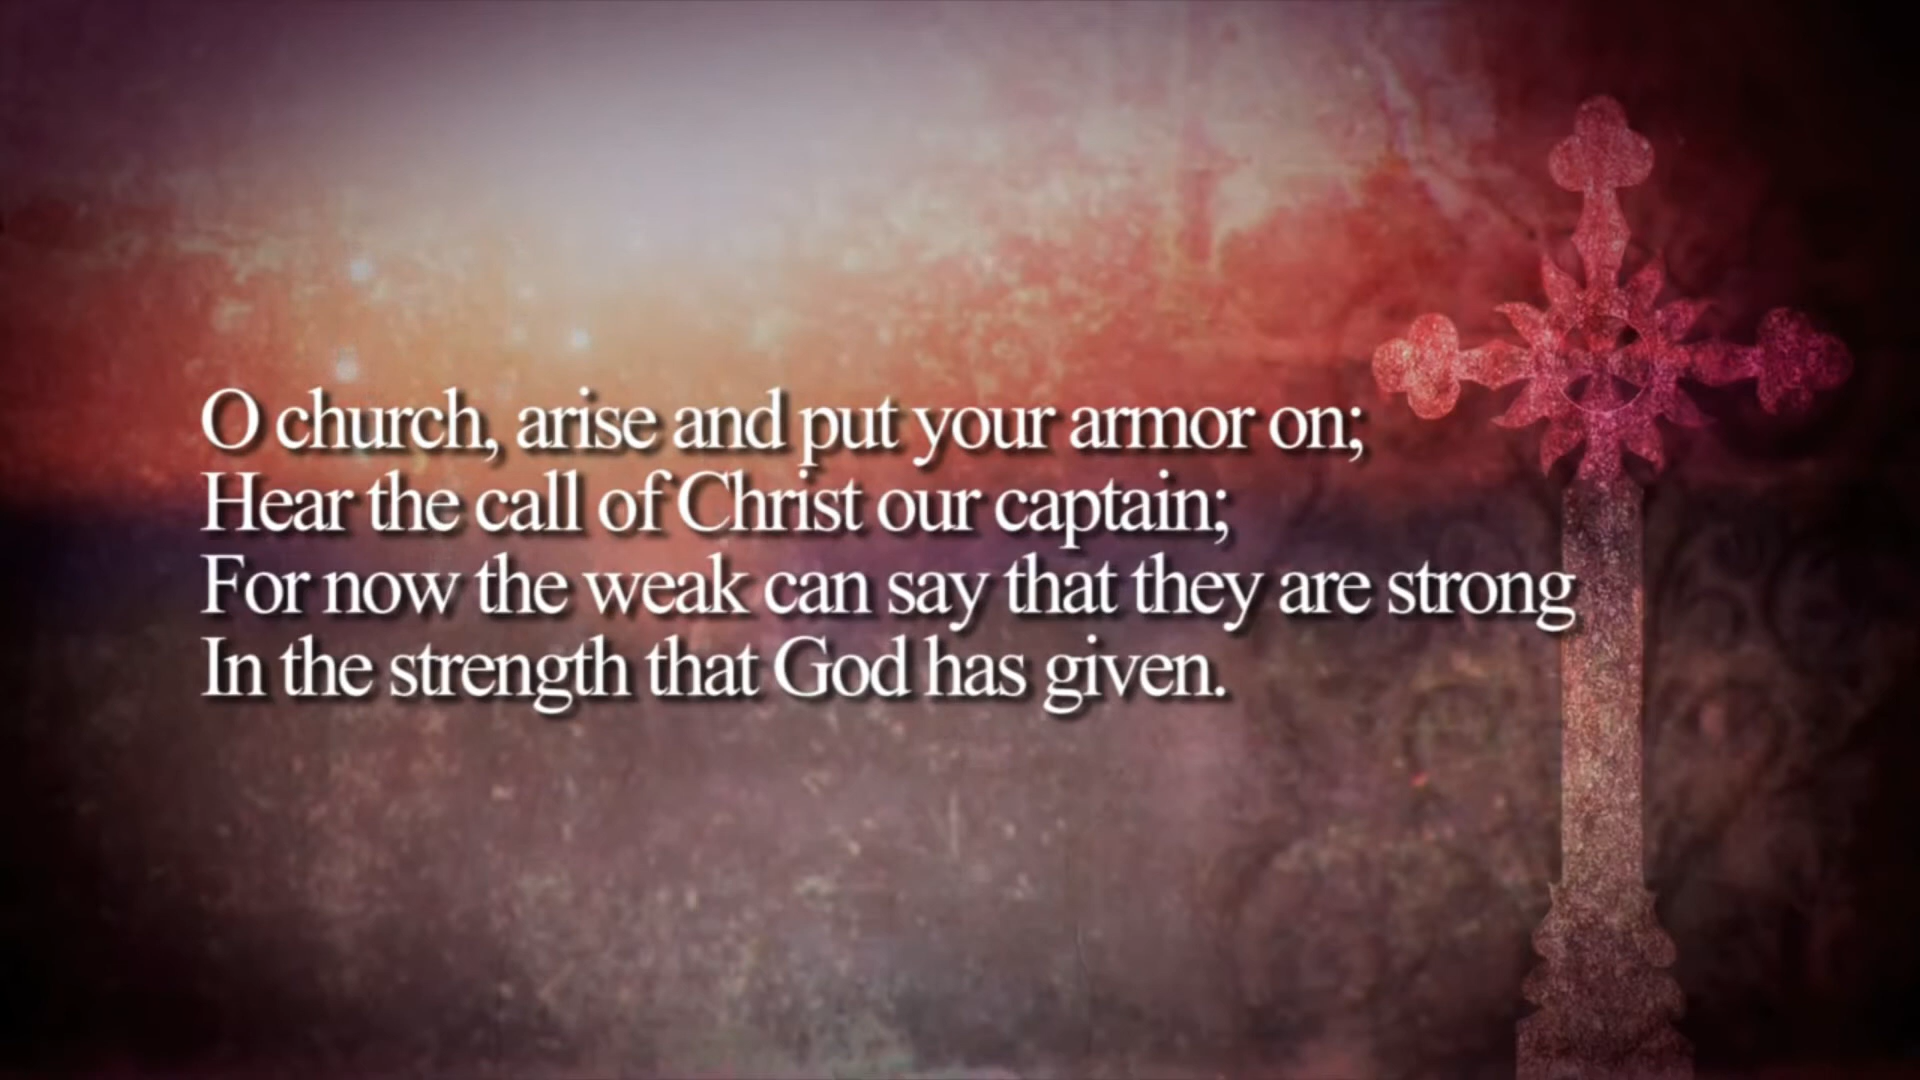 O church, arise and put your armor on;
Hear the call of Christ our captain;
For now the weak can say that they are strong
In the strength that God has given.